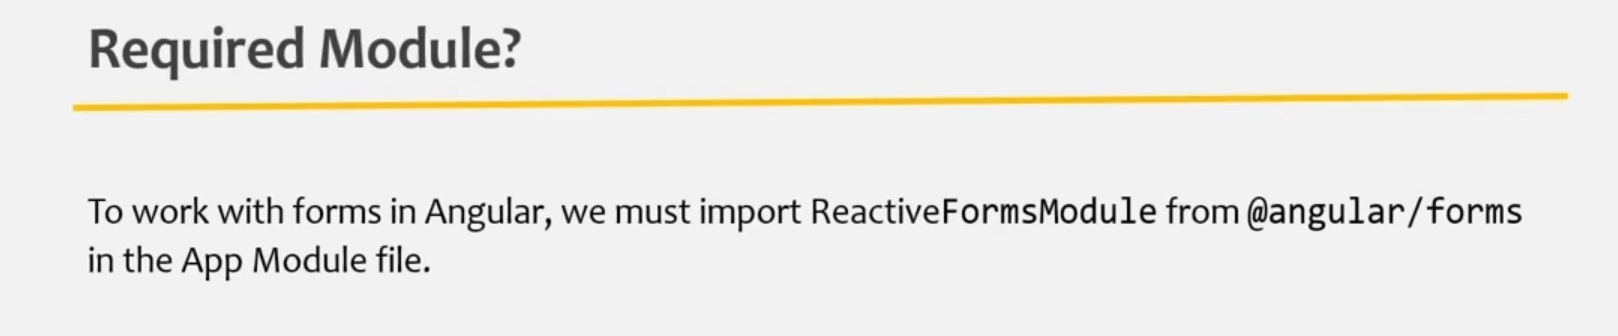 Required Module?
To work with forms in Angular, we must import ReactiveFormsModule from @angular/forms
in the App Module file.